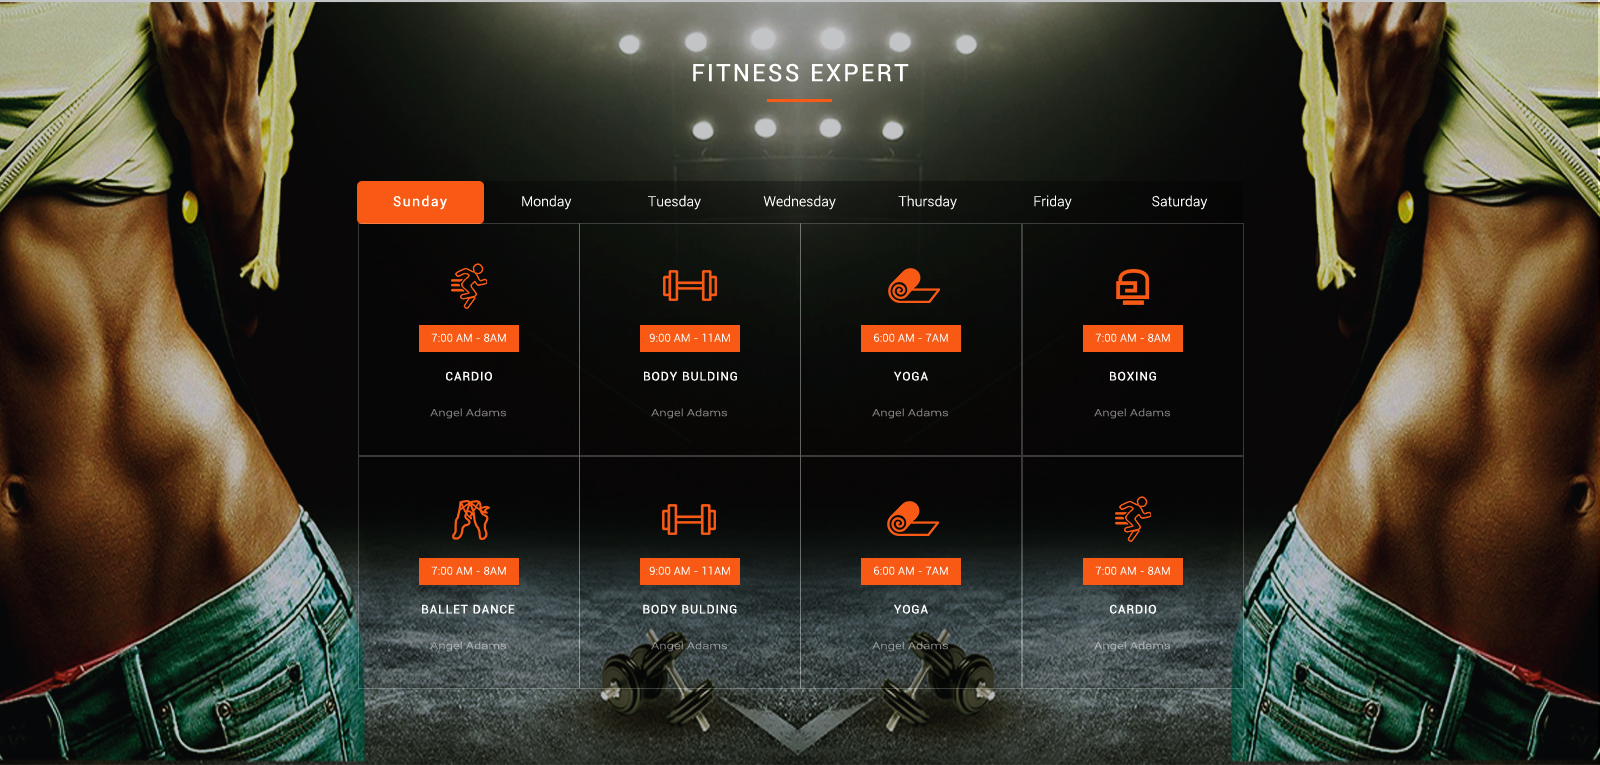 FITNESS EXPERT
Sunday Monday Tuesday Wednesday Thursday Friday Saturday
7:00 AM - 8AM 9:00 AM - 11AM 6:00 AM - 7AM 7:00 AM - 8AM
CARDIO BODY BULDING YOGA BOXING
Angel Adams Angel Adams Angel Adams Angel Adams
7:00 AM - 8AM 9:00 AM - 11AM 6:00 AM - 7AM 7:00 AM - 8AM
BALLET DANCE BODY BULDING YOGA CARDIO
Angel Adams Angel Adams Angel Adams Angel Adams